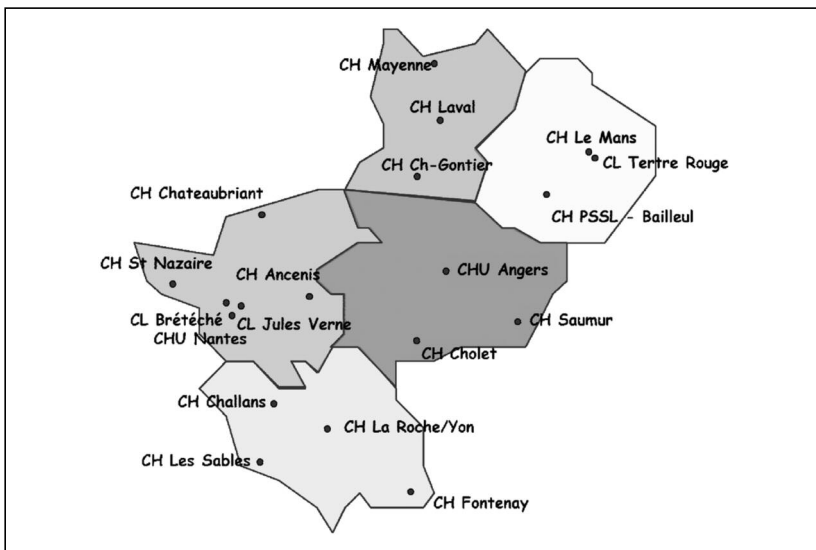 CH Mayenne
CH Laval
CH Le Mans
CL Tertre Rouge
CH Ch-Gontier
CH Chateaubriant
CH PSSL - Bailleul
CH St Nazaire
CH Ancenis
CHU Angers
CL Brétéché
CL Jules Verne
CH Saumur
CHU Nantes
CH Cholet
CH Challans
CH La Roche/Yon
CH Les Sables
CH Fontenay